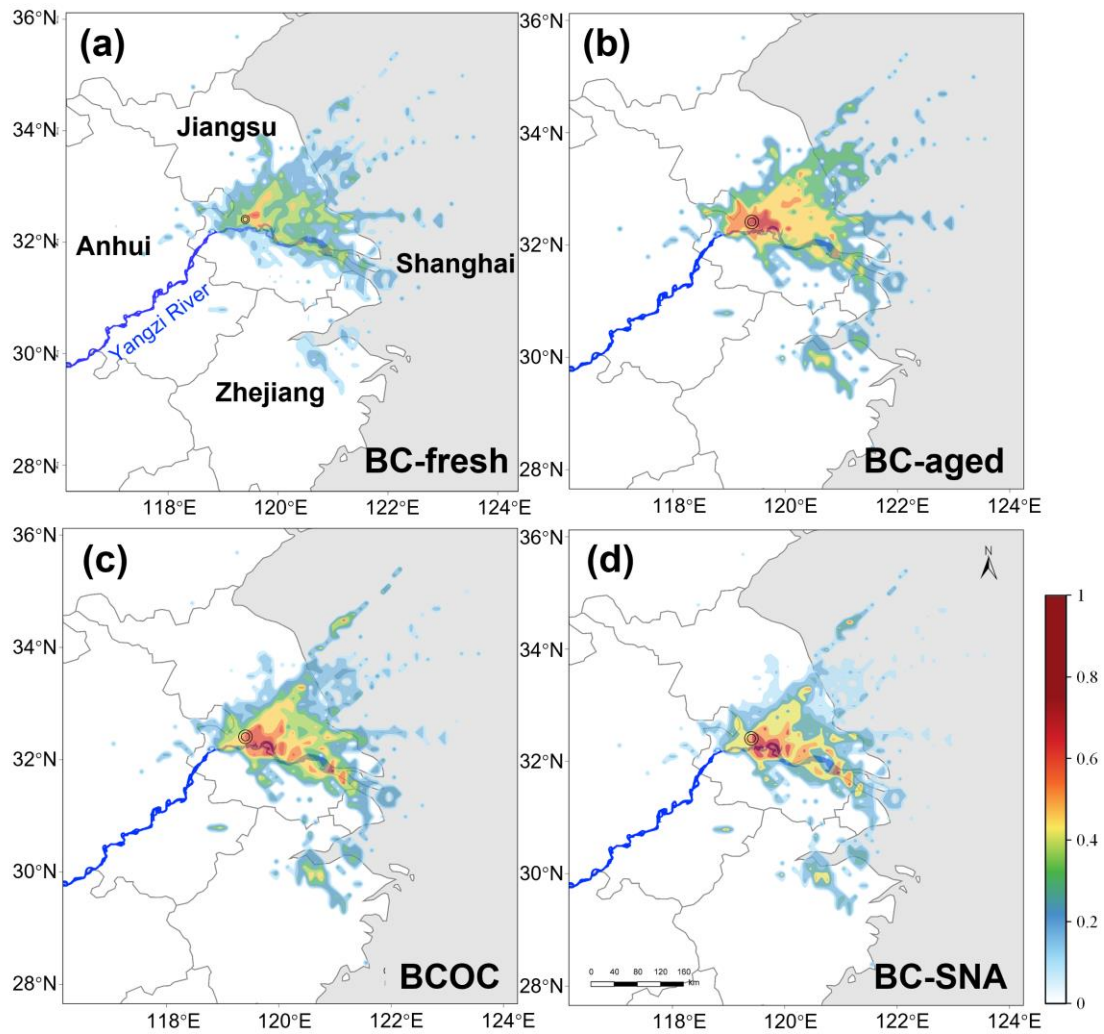 36°N
(a)
(b)
34°N
Jiangsu
32°N
Anhui
Shanghai
Yangzi River
30°N
Zhejiang
28°N
BC-fresh
BC-aged
118°E 120°E 122°E 124°E
36°N
34°N
32°N
30°N
28°N
118°E 120°E 122°E 124°E
36°N
(c)
(d)
N
34°N
32°N
30°N
28°N
BCOC
118°E 120°E 122°E 124°E
36°N
34°N
32°N
30°N
28°N
0 40 80 120 160
km
BC-SNA
118°E 120°E 122°E 124°E
1
0.8
0.6
0.4
0.2
0